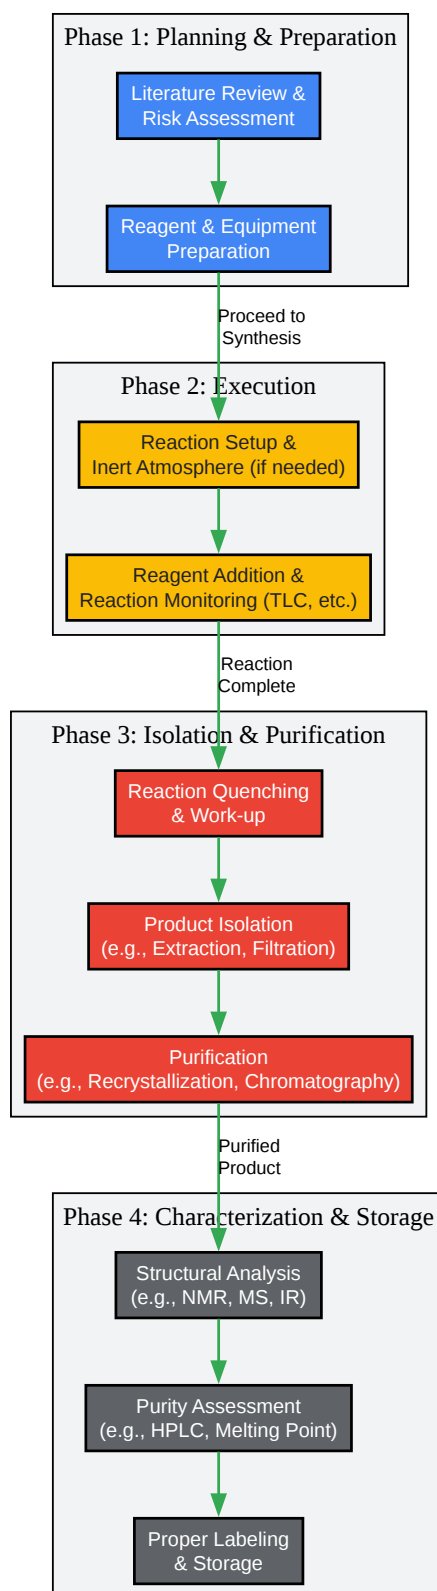 Phase 1: Planning & Preparation
Literature Review &
Risk Assessment
Reagent & Equipment
Preparation
Proceed to
Synthesis
Phase 2: Execution
Reaction Setup &
Inert Atmosphere (if needed)
Reagent Addition &
Reaction Monitoring (TLC, etc.)
Reaction
Complete
Phase 3: Isolation & Purification
Reaction Quenching
& Work-up
Product Isolation
(e.g., Extraction, Filtration)
Purification
(e.g., Recrystallization, Chromatography)
Purified
Product
Phase 4: Characterization & Storage
Structural Analysis
(e.g., NMR, MS, IR)
Purity Assessment
(e.g., HPLC, Melting Point)
Proper Labeling
& Storage